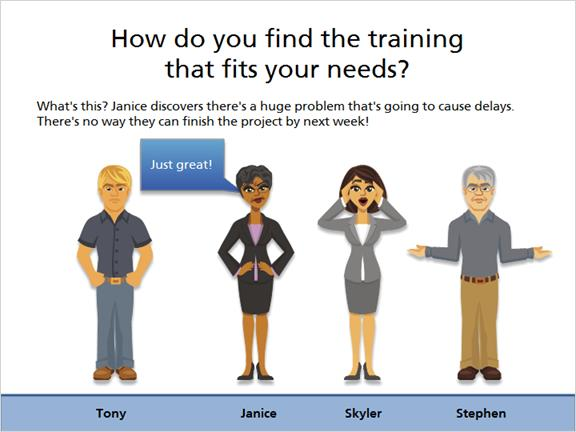 How do you find the training
that fits your needs?
What's this? Janice discovers there's a huge problem that's going to cause delays.
There's no way they can finish the project by next week!
Just great!
Tony Janice Skyler Stephen